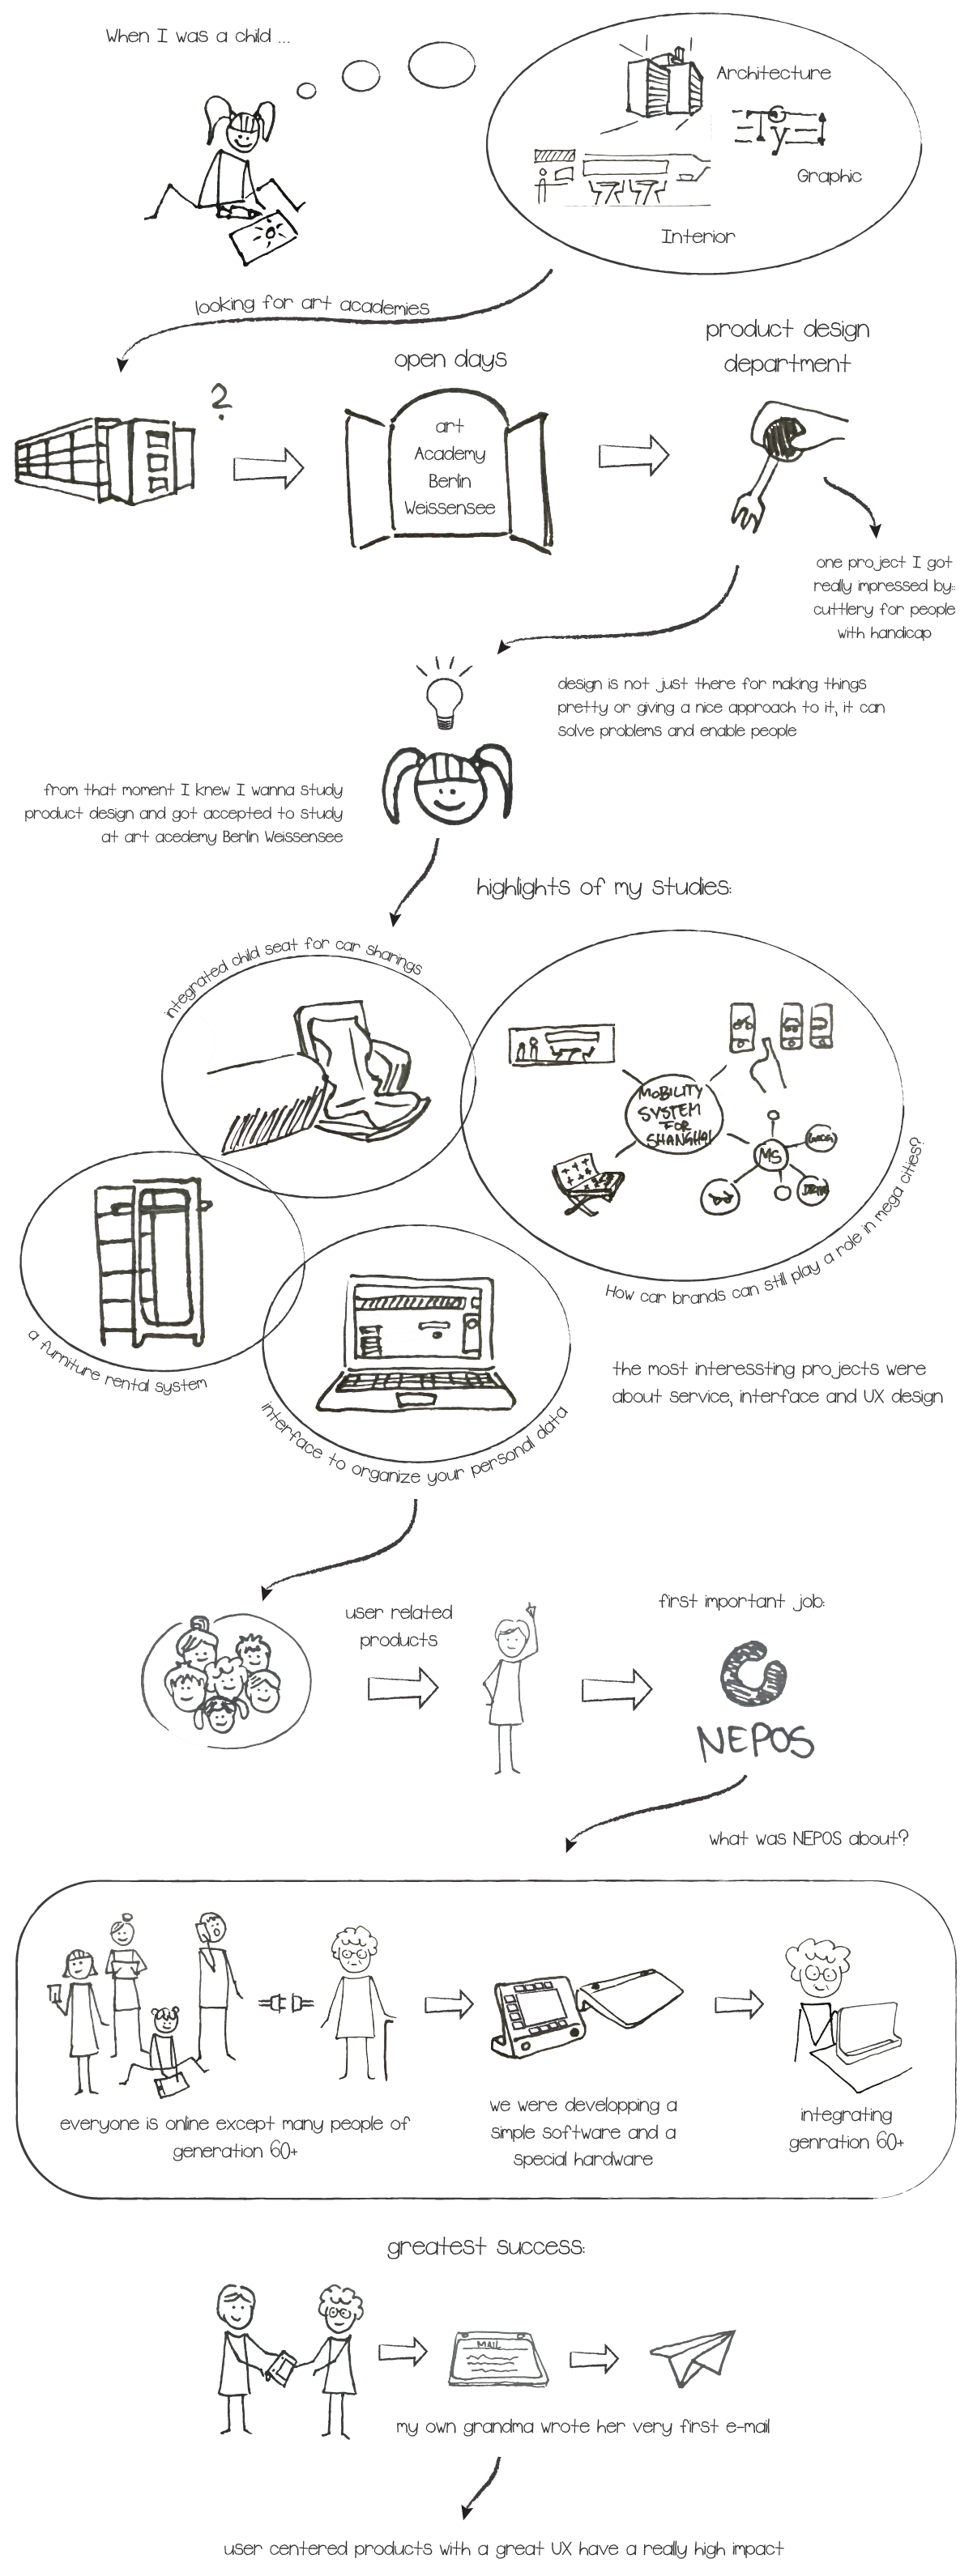 When I was a child ...
Architecture
Ty
Graphic
Interior
looking for art academies
?
open days
art
Academy
Berlin
Weissensee
product design
department
one project I got
really impressed by:
cuttlery for people
with handicap
design is not just there for making things
pretty or giving a nice approach to it, it can
solve problems and enable people
from that moment I knew I wanna study
product design and got accepted to study
at art acedemy Berlin Weissensee
highlights of my studies:
integrated child seat for car sharings
MOBILITY
SYSTEM
FOR
SHANGHAI
MS
How car brands can still play a role in mega cities?
a furniture rental system
interface to organize your personal data
the most interessting projects were
about service, interface and UX design
user related
products
first important job:
NEPOS
what was NEPOS about?
everyone is online except many people of
generation 60+
we were developping a
simple software and a
special hardware
integrating
genration 60+
greatest success:
MAIL
my own grandma wrote her very first e-mail
user centered products with a great UX have a really high impact